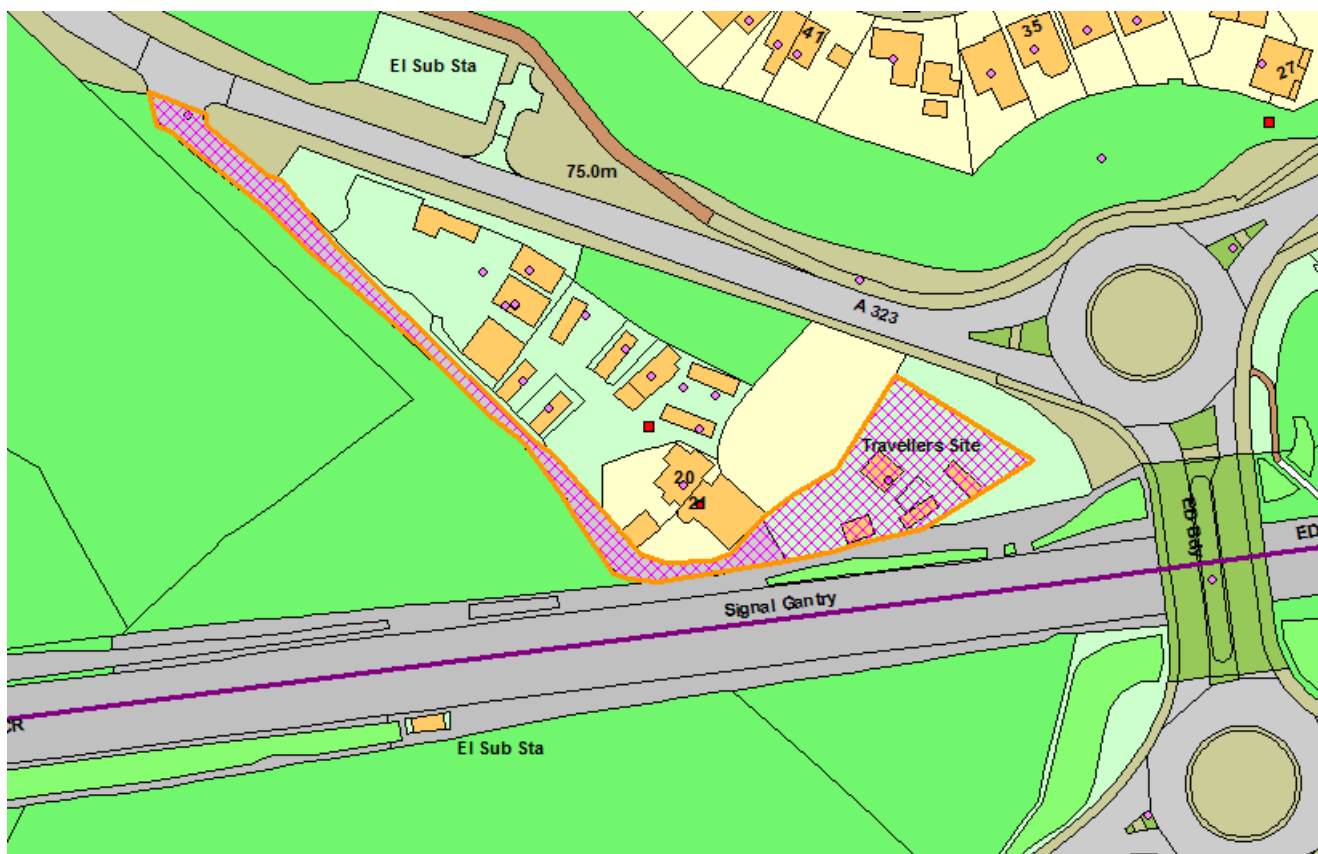 41
35
27
El Sub Sta
75.0m
A 323
Travellers Site
20
21
ED Bdy
ED
Signal Gantry
CR
El Sub Sta